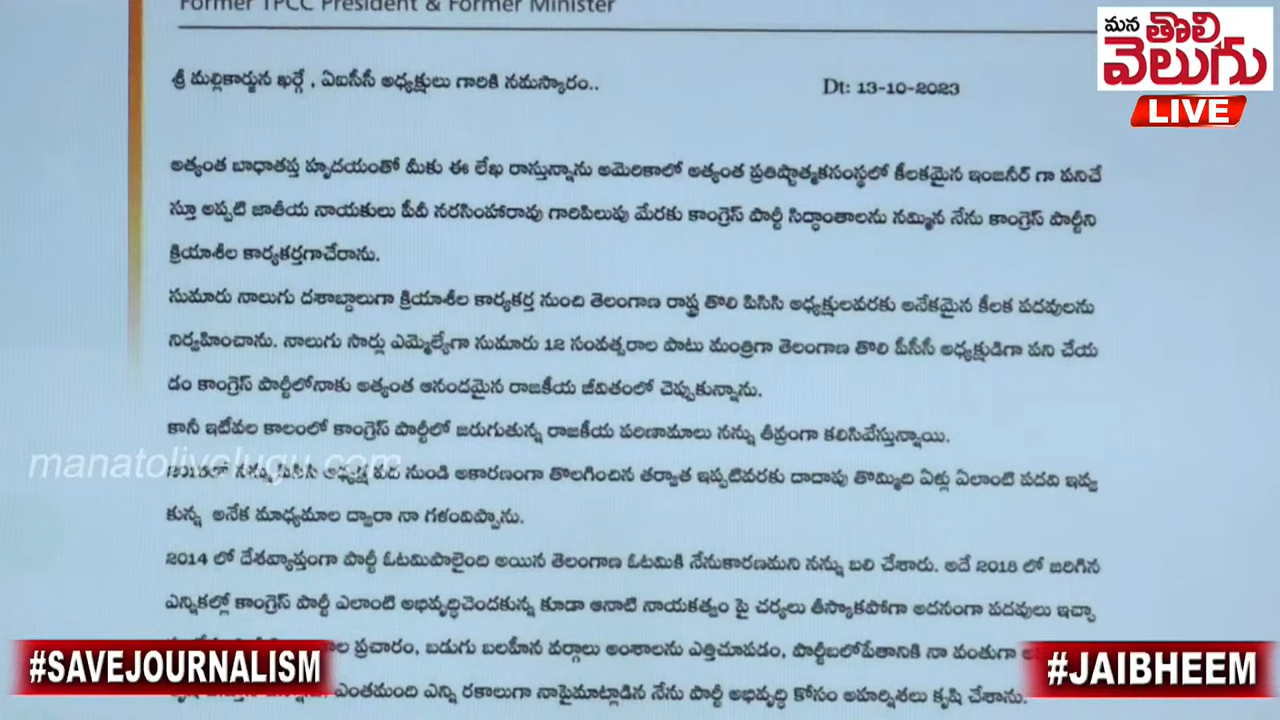 Former TPCC President & Former Minister
మన తొలి
వెలుగు
LIVE
శ్రీ మల్లికార్జున ఖర్గే , ఏఐసీసీ అధ్యక్షులు గారికి నమస్కారం.. Dt: 13-10-2023
అత్యంత బాధాతప్త హృదయంతో మీకు ఈ లేఖ రాస్తున్నాను అమెరికాలో అత్యంత ప్రతిష్ఠాత్మకసంస్థలో కీలకమైన ఇంజనీర్ గా పనిచే
స్తూ అప్పటి జాతీయ నాయకులు పీవీ నరసింహారావు గారిపిలుపు మేరకు కాంగ్రెస్ పార్టీ సిద్ధాంతాలను నమ్మిన నేను కాంగ్రెస్ పార్టీని
క్రియాశీల కార్యకర్తగాచేరాను.
సుమారు నాలుగు దశాబ్దాలుగా క్రియాశీల కార్యకర్త నుంచి తెలంగాణ రాష్ట్ర తొలి పిసిసి అధ్యక్షులవరకు అనేకమైన కీలక పదవులను
నిర్వహించాను. నాలుగు సార్లు ఎమ్మెల్యేగా సుమారు 12 సంవత్సరాల పాటు మంత్రిగా తెలంగాణ తొలి పీసీసీ అధ్యక్షుడిగా పని చేయ
డం కాంగ్రెస్ పార్టీలోనాకు అత్యంత ఆనందమైన రాజకీయ జీవితంలో చెప్పుకున్నాను.
కానీ ఇటీవల కాలంలో కాంగ్రెస్ పార్టీలో జరుగుతున్న రాజకీయ పరిణామాలు నన్ను తీవ్రంగా కలిసివేస్తున్నాయి.
manatolivelugu.com
నన్ను పిసిసి అధ్యక్ష పద నుండి అకారణంగా తొలగించిన తర్వాత ఇప్పటివరకు దాదాపు తొమ్మిది ఏళ్లు ఏలాంటి పదవి ఇవ్వ
కున్న అనేక మాధ్యమాల ద్వారా నా గళంవిప్పాను.
2014 లో దేశవ్యాప్తంగా పార్టీ ఓటమిపాలైంది అయిన తెలంగాణ ఓటమికి నేనుకారణమని నన్ను బలి చేశారు. అదే 2018 లో జరిగిన
ఎన్నికల్లో కాంగ్రెస్ పార్టీ ఎలాంటి అభివృద్ధిచెందకున్న కూడా ఆనాటి నాయకత్వం పై చర్యలు తీస్కాకపోగా అదనంగా పదవులు ఇచ్చా
ప్రచారం, బడుగు బలహీన వర్గాలు అంశాలను ఎత్తిచూపడం, పార్టీబలోపేతానికి నా వంతుగా
ఎంతమంది ఎన్ని రకాలుగా నాపైమాట్లాడిన నేను పార్టీ అభివృద్ధి కోసం అహర్నిశలు కృషి చేశాను.
#SAVEJOURNALISM
#JAIBHEEM